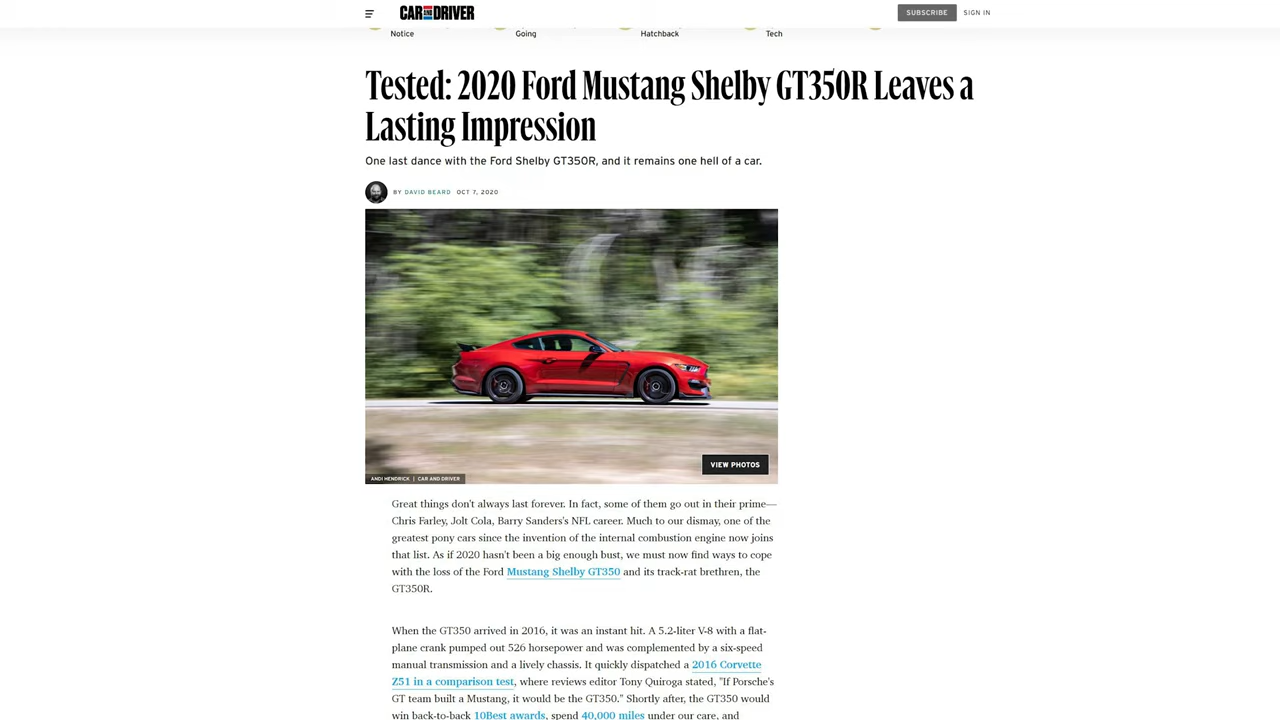 CAR AND DRIVER
SUBSCRIBE
SIGN IN
Notice
Going
Hatchback
Tech
Tested: 2020 Ford Mustang Shelby GT350R Leaves a
Lasting Impression
One last dance with the Ford Shelby GT350R, and it remains one hell of a car.
BY DAVID BEARD OCT 7, 2020
VIEW PHOTOS
ANDI HENDRICK | CAR AND DRIVER
Great things don't always last forever. In fact, some of them go out in their prime—
Chris Farley, Jolt Cola, Barry Sanders's NFL career. Much to our dismay, one of the
greatest pony cars since the invention of the internal combustion engine now joins
that list. As if 2020 hasn't been a big enough bust, we must now find ways to cope
with the loss of the Ford Mustang Shelby GT350 and its track-rat brethren, the
GT350R.
When the GT350 arrived in 2016, it was an instant hit. A 5.2-liter V-8 with a flat-
plane crank pumped out 526 horsepower and was complemented by a six-speed
manual transmission and a lively chassis. It quickly dispatched a 2016 Corvette
Z51 in a comparison test, where reviews editor Tony Quiroga stated, "If Porsche's
GT team built a Mustang, it would be the GT350." Shortly after, the GT350 would
win back-to-back 10Best awards, spend 40,000 miles under our care, and